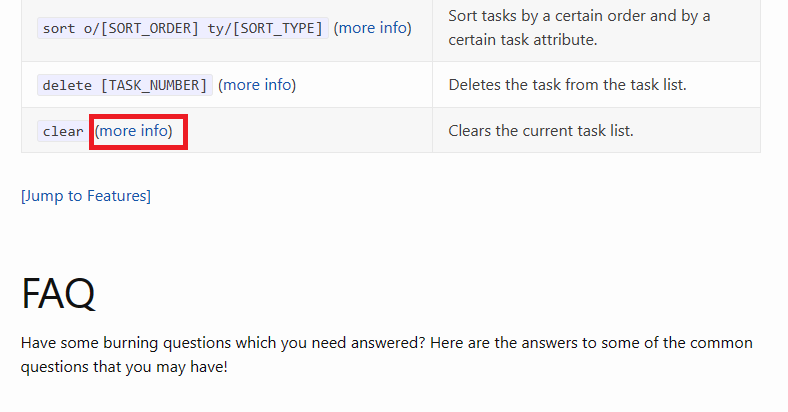 sort o/[SORT_ORDER] ty/[SORT_TYPE] (more info) Sort tasks by a certain order and by a
certain task attribute.
delete [TASK_NUMBER] (more info) Deletes the task from the task list.
clear (more info) Clears the current task list.
[Jump to Features]
FAQ
Have some burning questions which you need answered? Here are the answers to some of the common
questions that you may have!